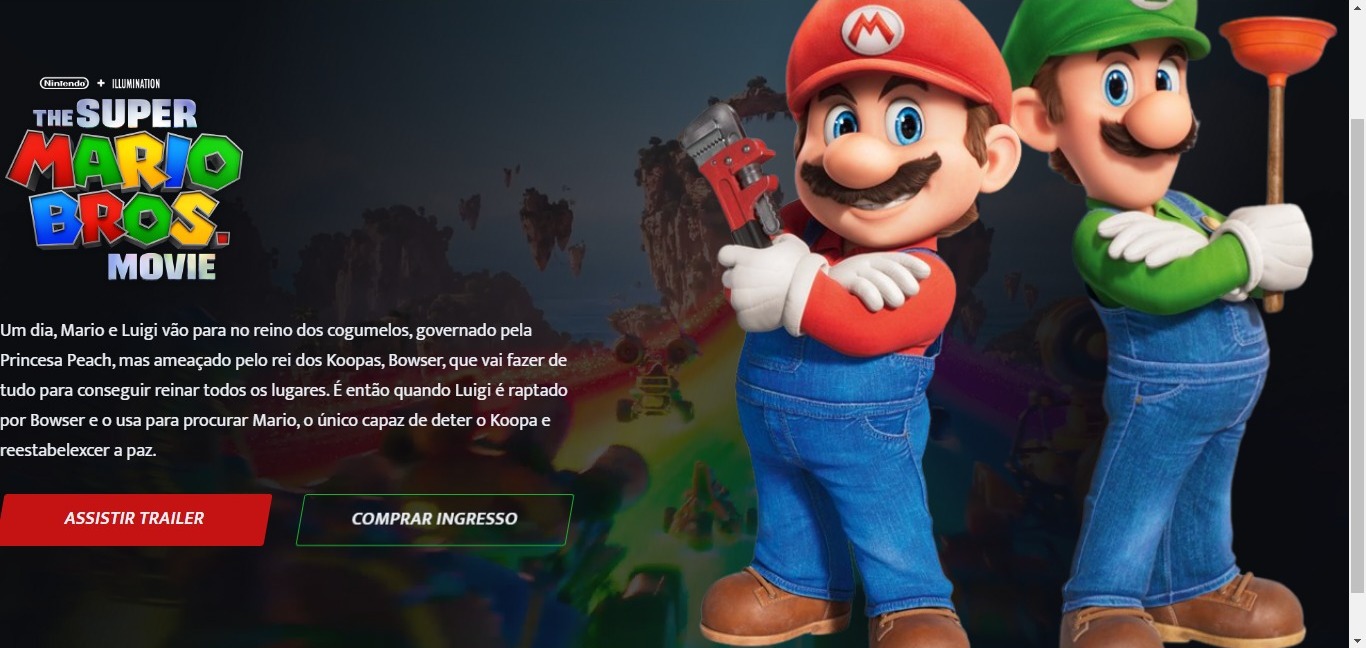 Nintendo + ILLUMINATION
THE SUPER
MARIO
BROS.
MOVIE
Um dia, Mario e Luigi vão para no reino dos cogumelos, governado pela
Princesa Peach, mas ameaçado pelo rei dos Koopas, Bowser, que vai fazer de
tudo para conseguir reinar todos os lugares. É então quando Luigi é raptado
por Bowser e o usa para procurar Mario, o único capaz de deter o Koopa e
reestabelexcer a paz.
ASSISTIR TRAILER
COMPRAR INGRESSO
M
L